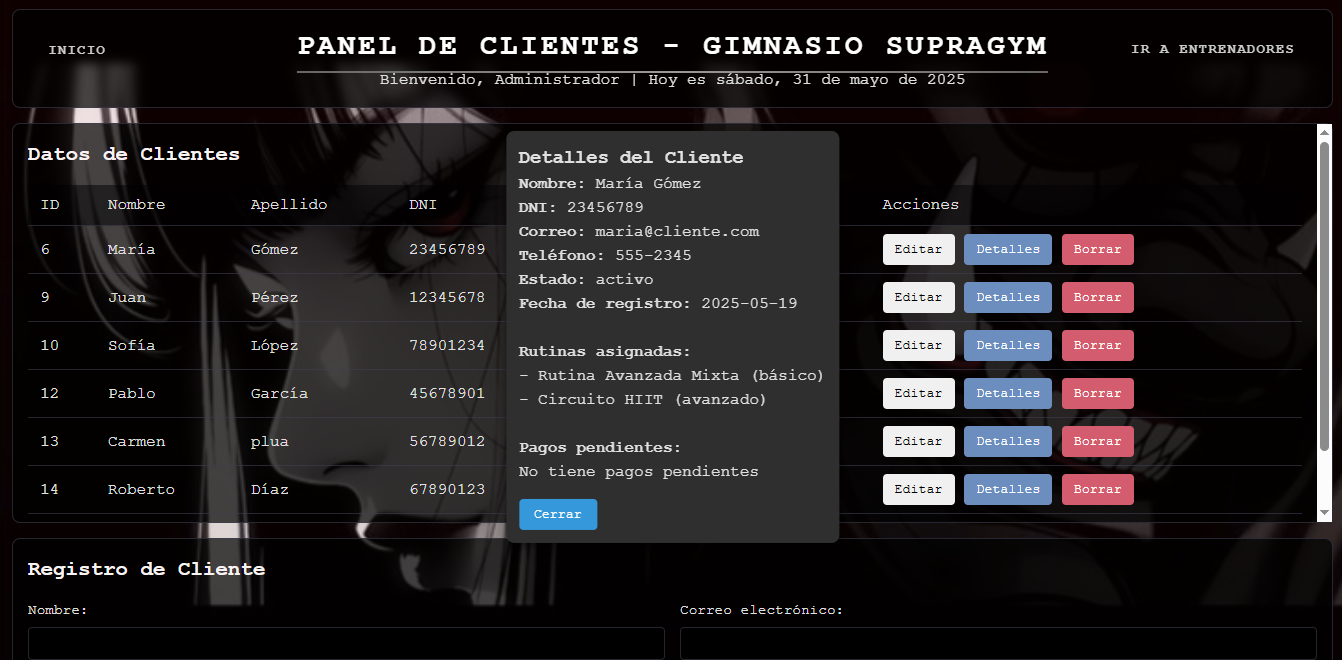 INICIO
PANEL DE CLIENTES - GIMNASIO SUPRAGYM
IR A ENTRENADORES
Bienvenido, Administrador | Hoy es sábado, 31 de mayo de 2025
Datos de Clientes
ID Nombre Apellido DNI Acciones
6 María Gómez 23456789 Editar Detalles Borrar
9 Juan Pérez 12345678 Editar Detalles Borrar
10 Sofía López 78901234 Editar Detalles Borrar
12 Pablo García 45678901 Editar Detalles Borrar
13 Carmen plua 56789012 Editar Detalles Borrar
14 Roberto Díaz 67890123 Editar Detalles Borrar
Detalles del Cliente
Nombre: María Gómez
DNI: 23456789
Correo: maria@cliente.com
Teléfono: 555-2345
Estado: activo
Fecha de registro: 2025-05-19
Rutinas asignadas:
- Rutina Avanzada Mixta (básico)
- Circuito HIIT (avanzado)
Pagos pendientes:
No tiene pagos pendientes
Cerrar
Registro de Cliente
Nombre:
Correo electrónico: